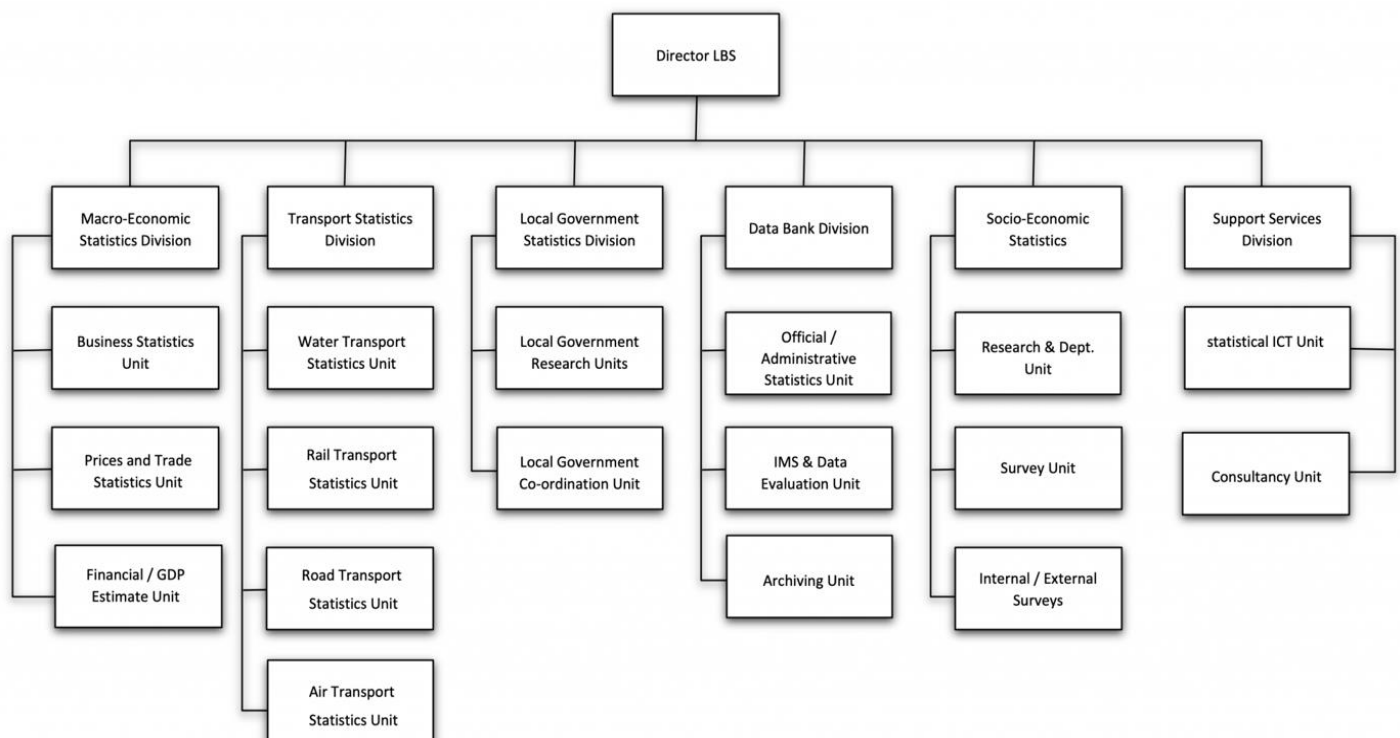 Director LBS
Macro-Economic
Statistics Division
Business Statistics
Unit
Prices and Trade
Statistics Unit
Financial / GDP
Estimate Unit
Transport Statistics
Division
Water Transport
Statistics Unit
Rail Transport
Statistics Unit
Road Transport
Statistics Unit
Air Transport
Statistics Unit
Local Government
Statistics Division
Local Government
Research Units
Local Government
Co-ordination Unit
Data Bank Division
Official /
Administrative
Statistics Unit
IMS & Data
Evaluation Unit
Archiving Unit
Socio-Economic
Statistics
Research & Dept.
Unit
Survey Unit
Internal / External
Surveys
Support Services
Division
statistical ICT Unit
Consultancy Unit